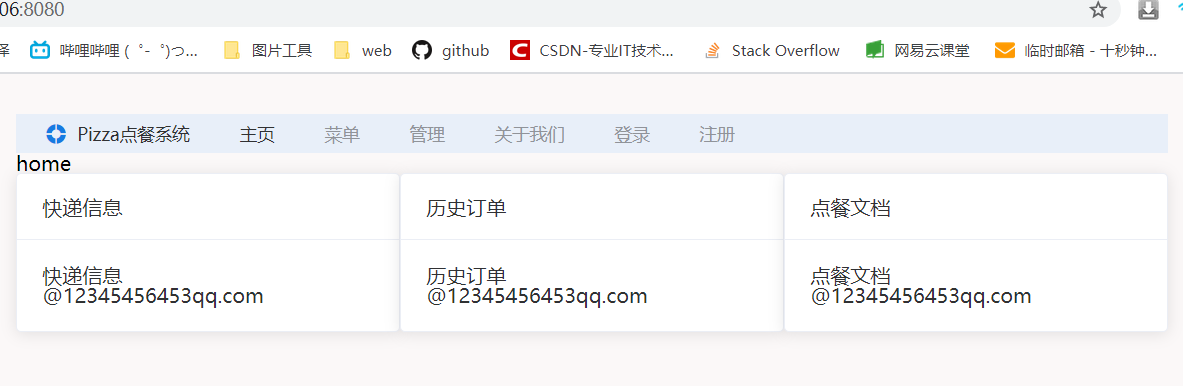 06:8080
译 哔哩哔哩 ( ゜- ゜)つ... 图片工具 web github CSDN-专业IT技术... Stack Overflow 网易云课堂 临时邮箱 - 十秒钟...
Pizza点餐系统 主页 菜单 管理 关于我们 登录 注册
home
快递信息 历史订单 点餐文档
快递信息 历史订单 点餐文档
@12345456453qq.com @12345456453qq.com @12345456453qq.com